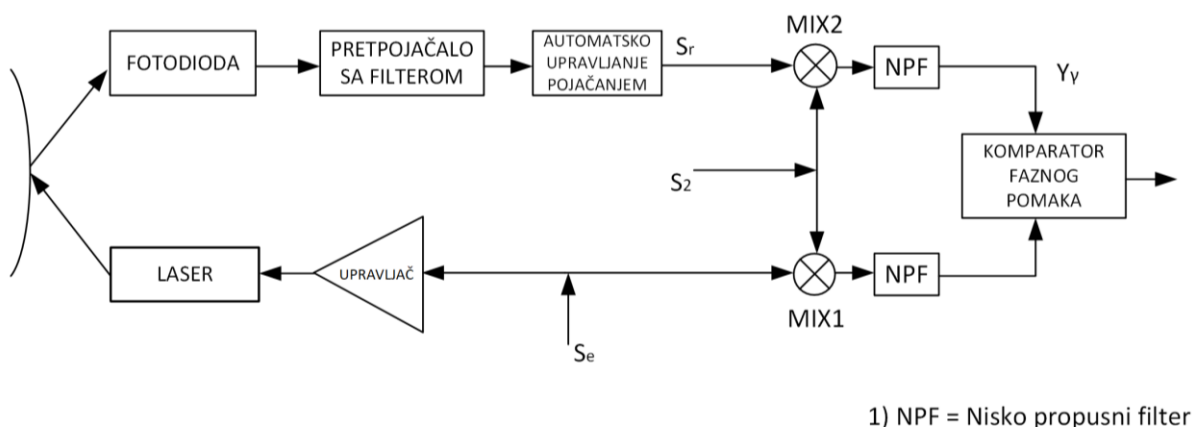 MIX2
FOTODIODA
PRETPOJAČALO
SA FILTEROM
AUTOMATSKO
UPRAVLJANJE
POJAČANJEM
Sr
NPF
Yγ
KOMPARATOR
FAZNOG
POMAKA
S2
LASER
UPRAVLJAČ
NPF
MIX1
Se
1) NPF = Nisko propusni filter